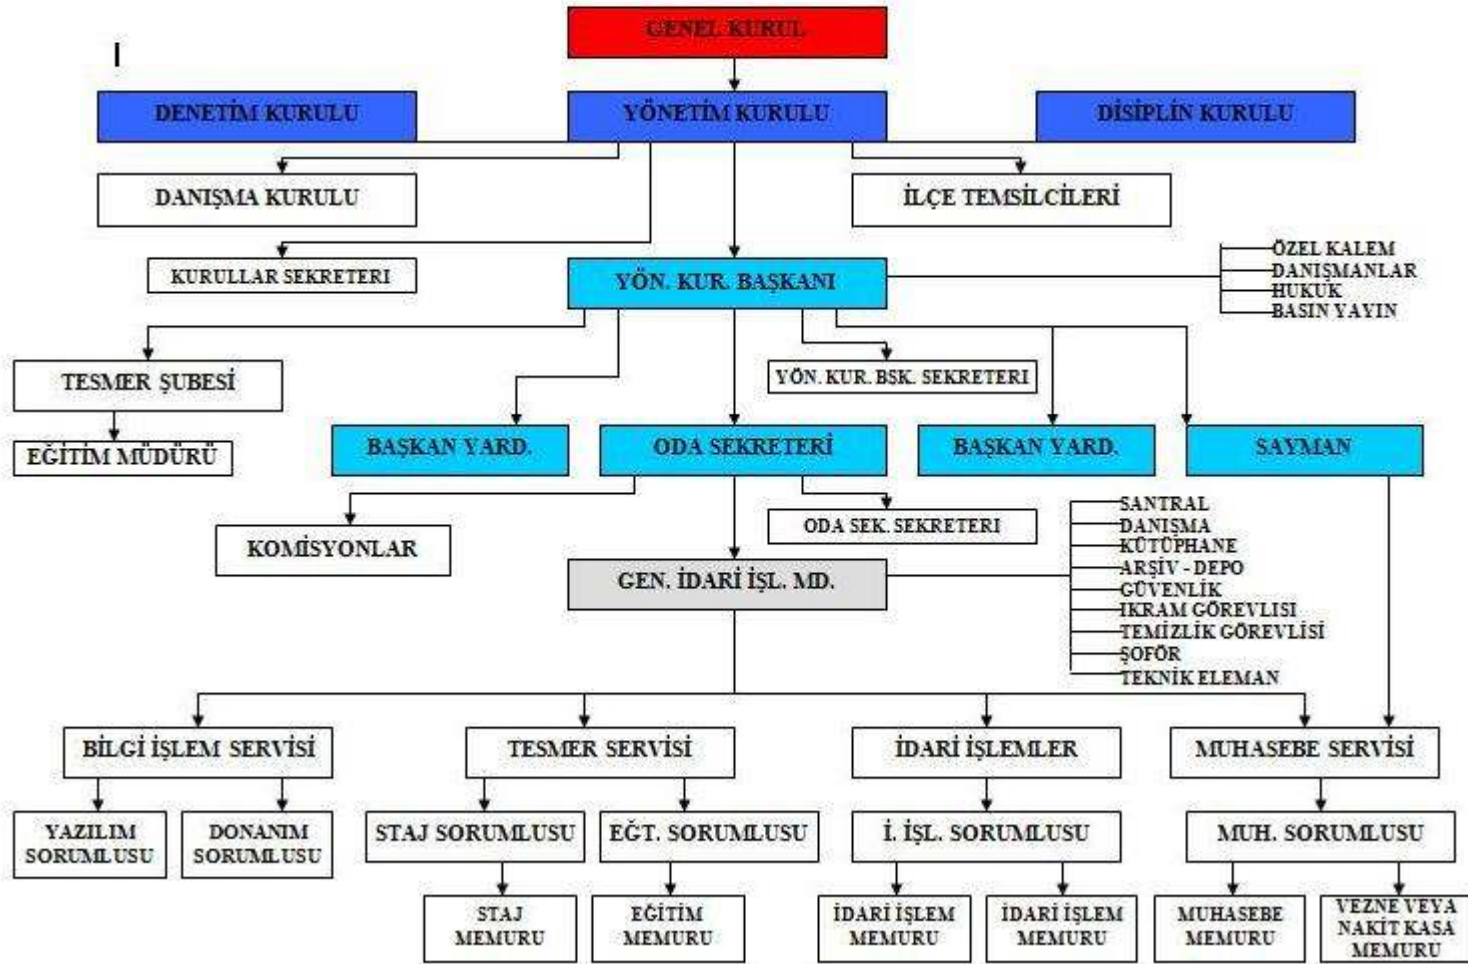 GENEL KURUL
DENETİM KURULU
YÖNETİM KURULU
DİSİPLİN KURULU
DANIŞMA KURULU
İLÇE TEMSİLCİLERİ
KURULLAR SEKRETERI
YÖN. KUR. BAŞKANI
ÖZEL KALEM
DANIŞMANLAR
HUKUK
BASIN YAYIN
TESMER ŞUBESİ
YÖN. KUR. BŞK. SEKRETERI
EĞİTİM MÜDÜRÜ
BAŞKAN YARD.
ODA SEKRETERİ
BAŞKAN YARD.
SAYMAN
KOMİSYONLAR
ODA SEK. SEKRETERI
SANTRAL
DANIŞMA
KÜTÜPHANE
ARŞİV - DEPO
GÜVENLİK
IKRAM GÖREVLISI
TEMİZLİK GÖREVLİSİ
ŞOFÖR
TEKNİK ELEMAN
GEN. İDARİ İŞL. MD.
BİLGİ İŞLEM SERVİSİ
TESMER SERVİSİ
İDARİ İŞLEMLER
MUHASEBE SERVİSİ
YAZILIM
SORUMLUSU
DONANIM
SORUMLUSU
STAJ SORUMLUSU
EĞT. SORUMLUSU
İ. İŞL. SORUMLUSU
MUH. SORUMLUSU
STAJ
MEMURU
EĞİTİM
MEMURU
İDARİ İŞLEM
MEMURU
İDARİ İŞLEM
MEMURU
MUHASEBE
MEMURU
VEZNE VEYA
NAKİT KASA
MEMURU